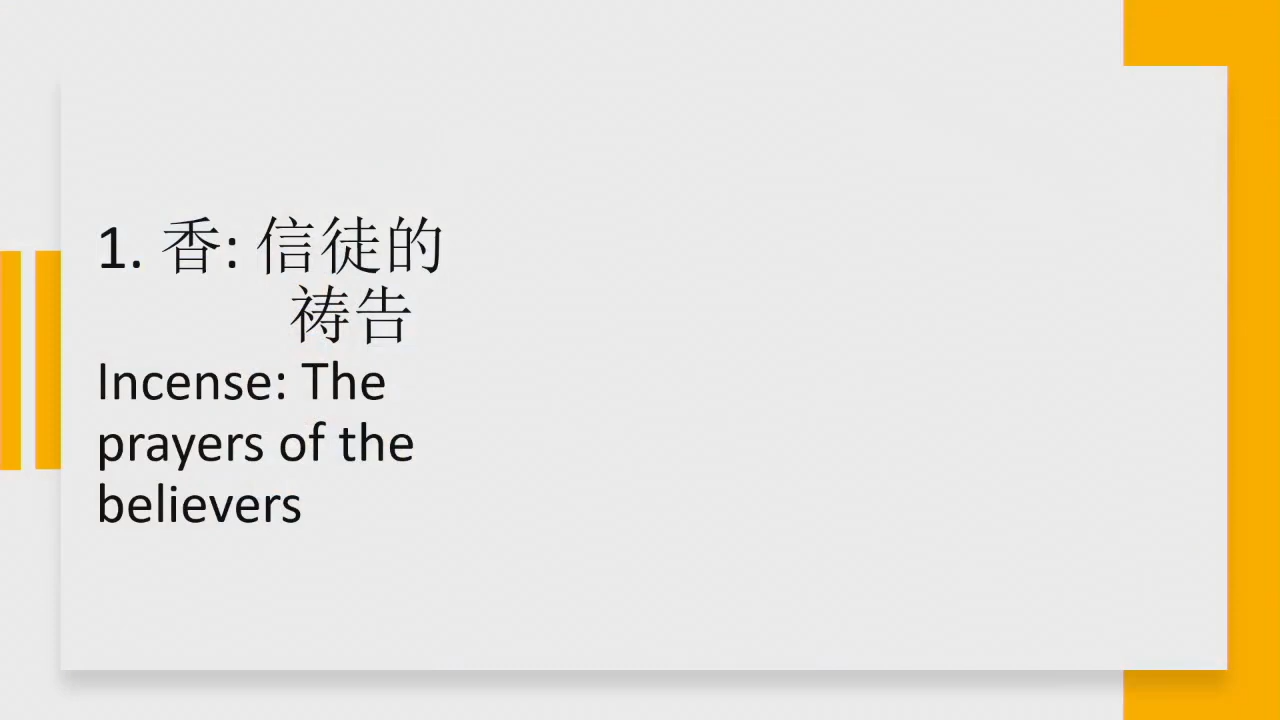 1. 香: 信徒的
祷告
Incense: The
prayers of the
believers